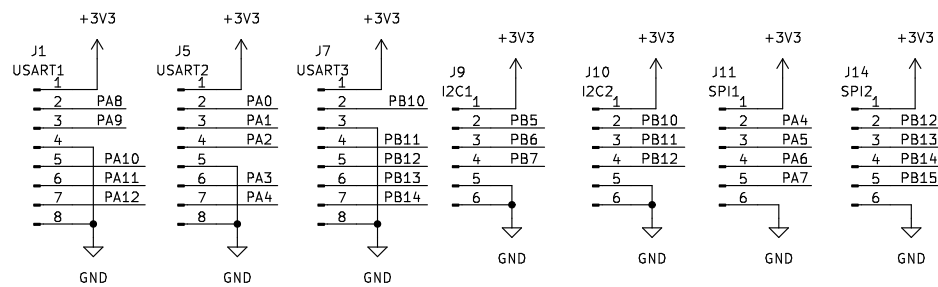 +3V3
J1
USART1
1
2 PA8
3 PA9
4
5 PA10
6 PA11
7 PA12
8
GND
+3V3
J5
USART2
1
2 PA0
3 PA1
4 PA2
5
6 PA3
7 PA4
8
GND
+3V3
J7
USART3
1
2 PB10
3
4 PB11
5 PB12
6 PB13
7 PB14
8
GND
+3V3
J9
I2C1
1
2 PB5
3 PB6
4 PB7
5
6
GND
+3V3
J10
I2C2
1
2 PB10
3 PB11
4 PB12
5
6
GND
+3V3
J11
SPI1
1
2 PA4
3 PA5
4 PA6
5 PA7
6
GND
+3V3
J14
SPI2
1
2 PB12
3 PB13
4 PB14
5 PB15
6
GND